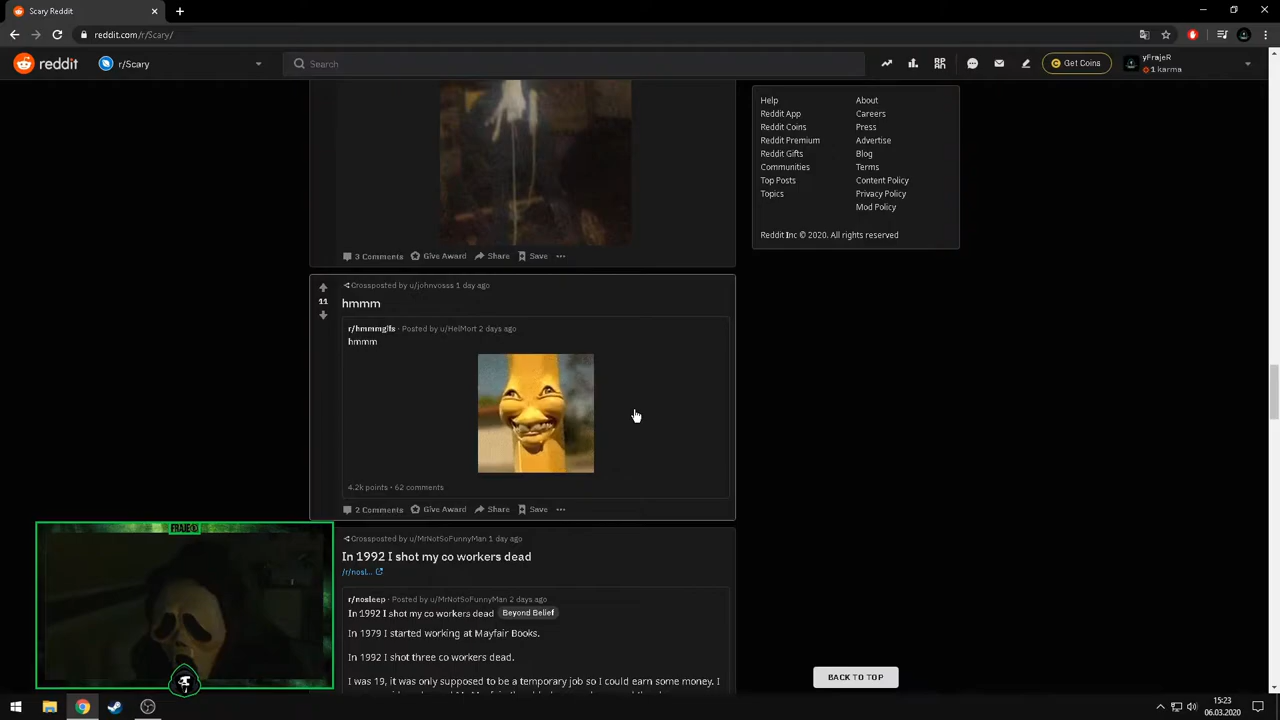 Scary Reddit
reddit.com/r/Scary/
reddit
r/Scary
Search
Get Coins
yFrajeR
1 karma
Help
About
Reddit App
Careers
Reddit Coins
Press
Reddit Premium
Advertise
Reddit Gifts
Blog
Communities
Terms
Top Posts
Content Policy
Topics
Privacy Policy
Mod Policy
Reddit Inc © 2020. All rights reserved
3 Comments Give Award Share Save
Crossposted by u/johnvosss 1 day ago
11
hmmm
r/hmmmgifs · Posted by u/HelMort 2 days ago
hmmm
4.2k points · 62 comments
2 Comments Give Award Share Save
Crossposted by u/MrNotSoFunnyMan 1 day ago
In 1992 I shot my co workers dead
/r/nosl...
r/nosleep · Posted by u/MrNotSoFunnyMan 2 days ago
In 1992 I shot my co workers dead Beyond Belief
In 1979 I started working at Mayfair Books.
In 1992 I shot three co workers dead.
I was 19, it was only supposed to be a temporary job so I could earn some money. I
BACK TO TOP
FRAJER
15:23
06.03.2020